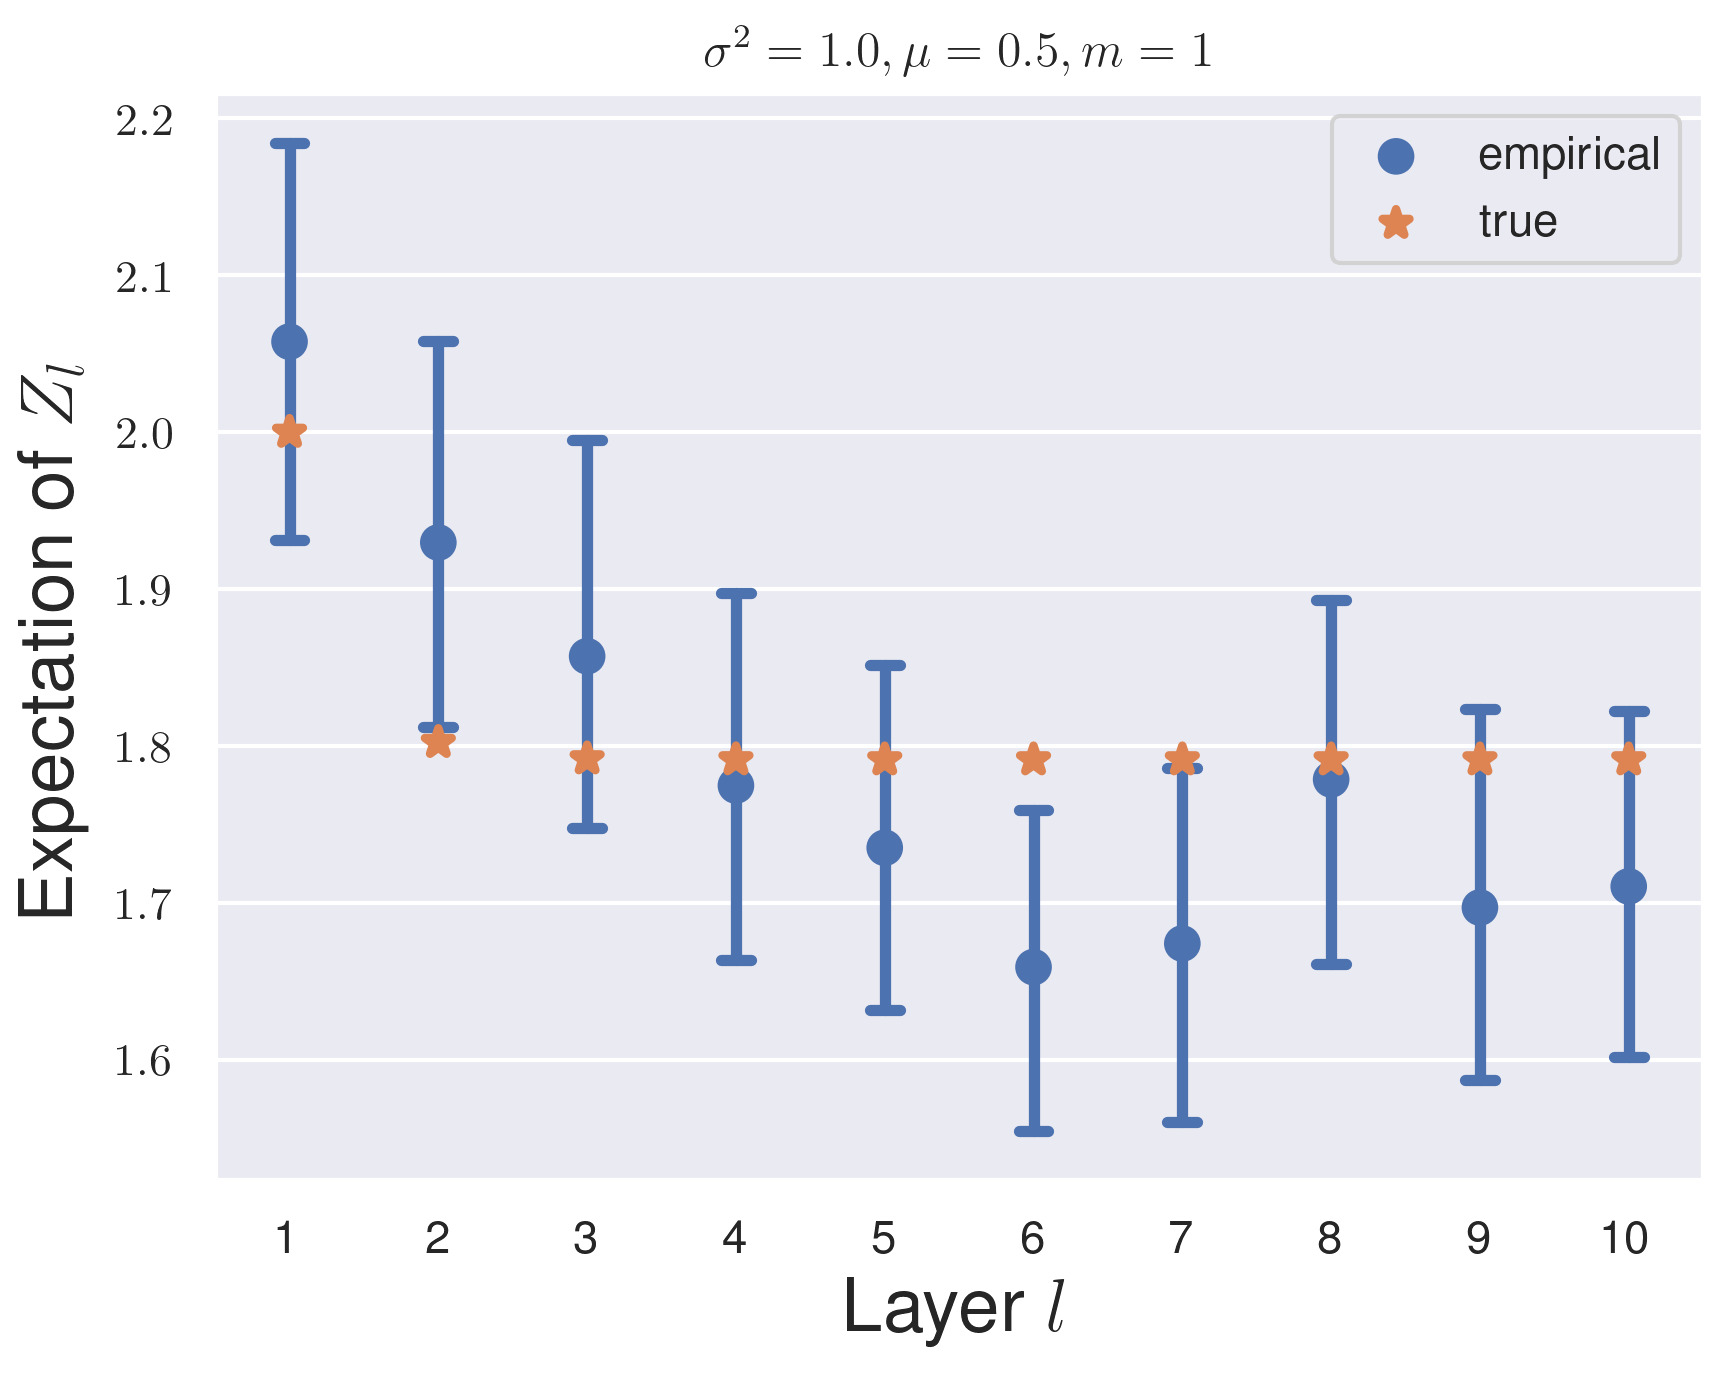 σ² = 1.0, μ = 0.5, m = 1
empirical
true
Expectation of Zₗ
2.2
2.1
2.0
1.9
1.8
1.7
1.6
1 2 3 4 5 6 7 8 9 10
Layer l